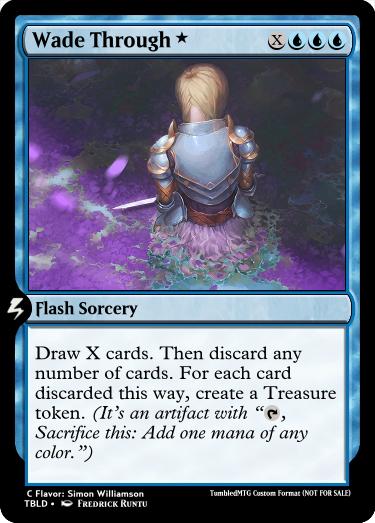 Wade Through ★ X
Flash Sorcery
Draw X cards. Then discard any
number of cards. For each card
discarded this way, create a Treasure
token. (It's an artifact with “,
Sacrifice this: Add one mana of any
color.”)
C Flavor: Simon Williamson TumbledMTG Custom Format (NOT FOR SALE)
TBLD • Fredrick Runtu